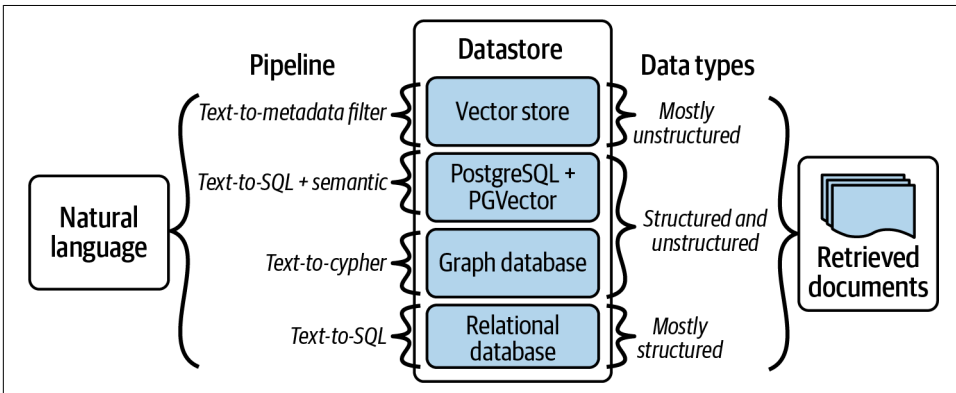 Pipeline
Datastore
Data types
Text-to-metadata filter
Vector store
Mostly
unstructured
Text-to-SQL + semantic
PostgreSQL +
PGVector
Natural
language
Structured and
unstructured
Text-to-cypher
Graph database
Retrieved
documents
Text-to-SQL
Relational
database
Mostly
structured